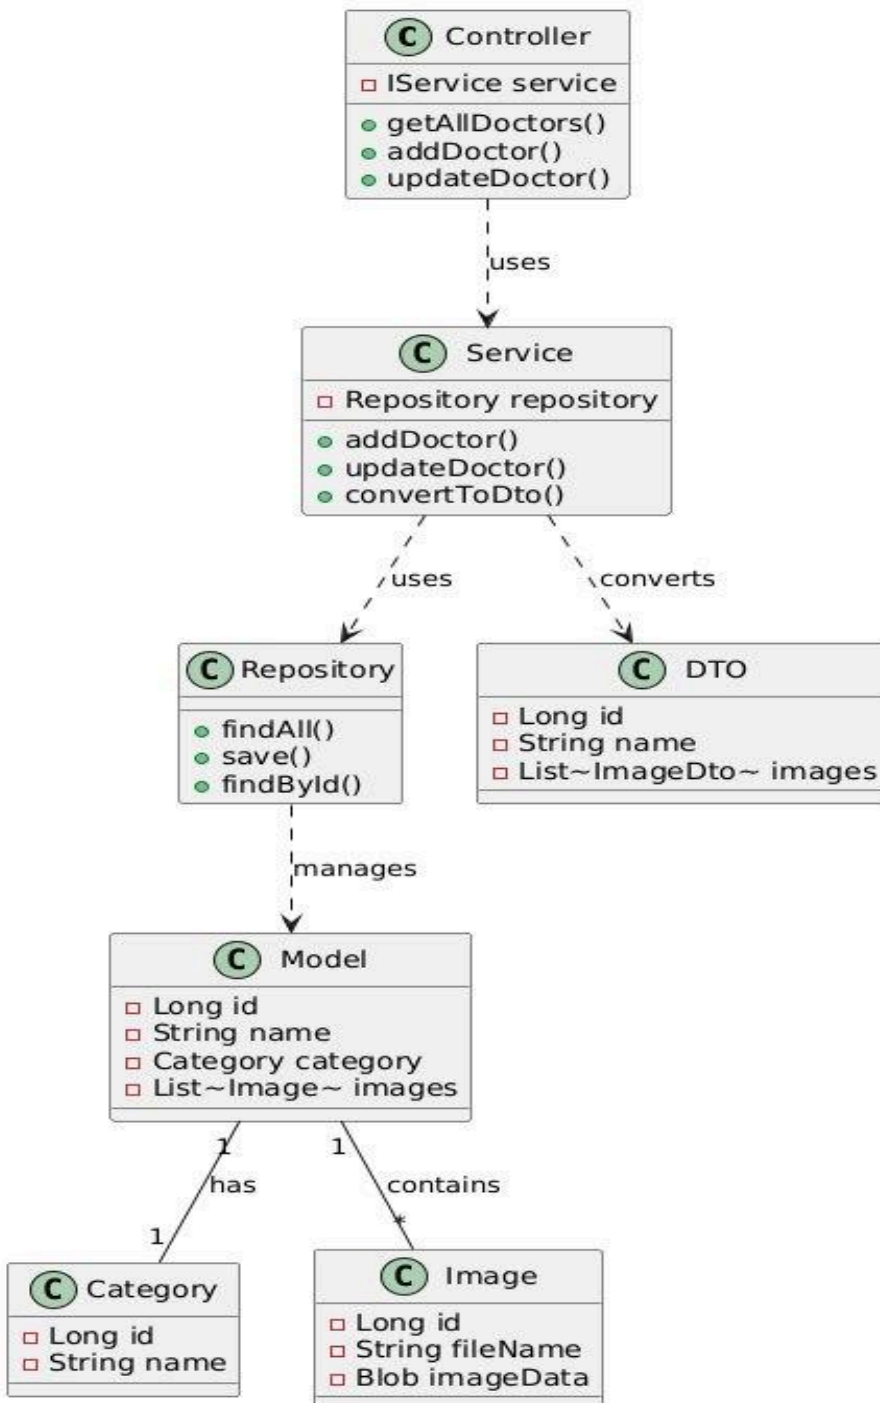 C Controller
IService service
getAllDoctors()
addDoctor()
updateDoctor()
uses
C Service
Repository repository
addDoctor()
updateDoctor()
convertToDto()
uses
converts
C Repository
findAll()
save()
findById()
C DTO
Long id
String name
List~ImageDto~ images
manages
C Model
Long id
String name
Category category
List~Image~ images
1
1
has
contains
1
*
C Category
Long id
String name
C Image
Long id
String fileName
Blob imageData